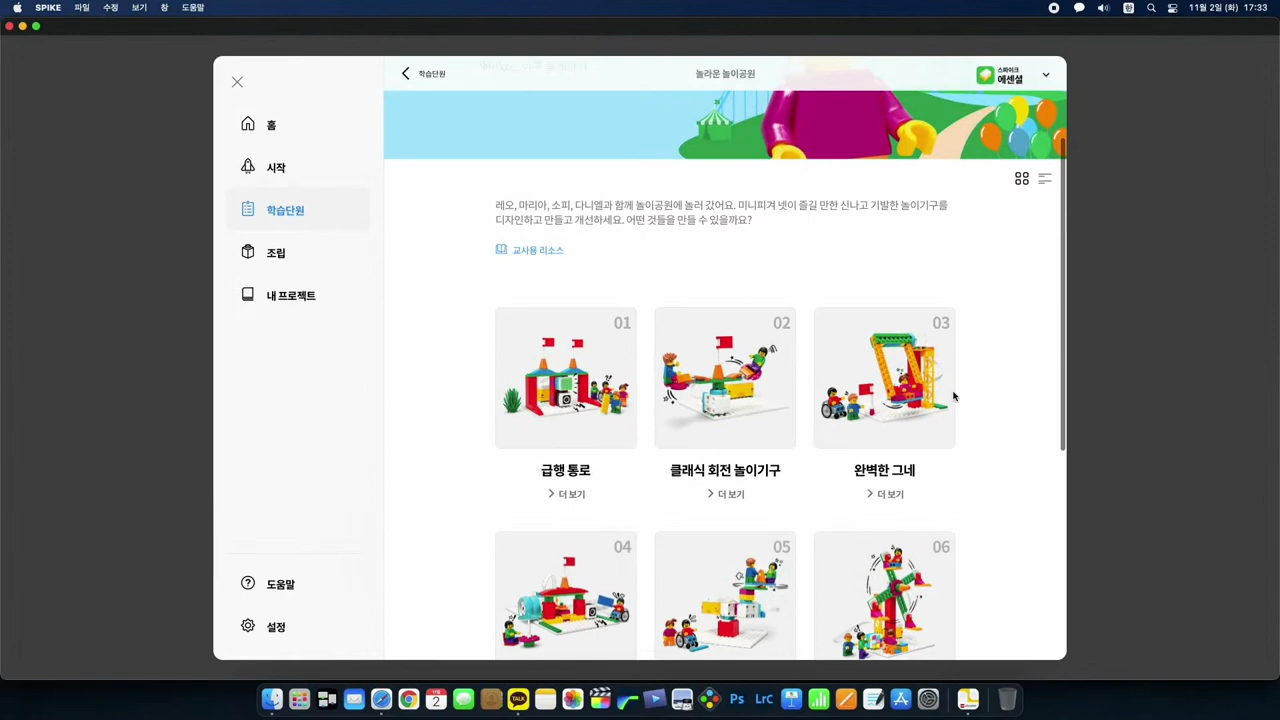 SPIKE 파일 수정 보기 창 도움말
한 11월 2일 (화) 17:33
학습단원
놀라운 놀이공원
스파이크
에센셜
홈
시작
학습단원
조립
내 프로젝트
도움말
설정
레오, 마리아, 소피, 다니엘과 함께 놀이공원에 놀러 갔어요. 미니피겨 넷이 즐길 만한 신나고 기발한 놀이기구를
디자인하고 만들고 개선하세요. 어떤 것들을 만들 수 있을까요?
교사용 리소스
01 02 03
급행 통로 클래식 회전 놀이기구 완벽한 그네
더 보기 더 보기 더 보기
04 05 06
11월
2
TALK
Ps
Lrc